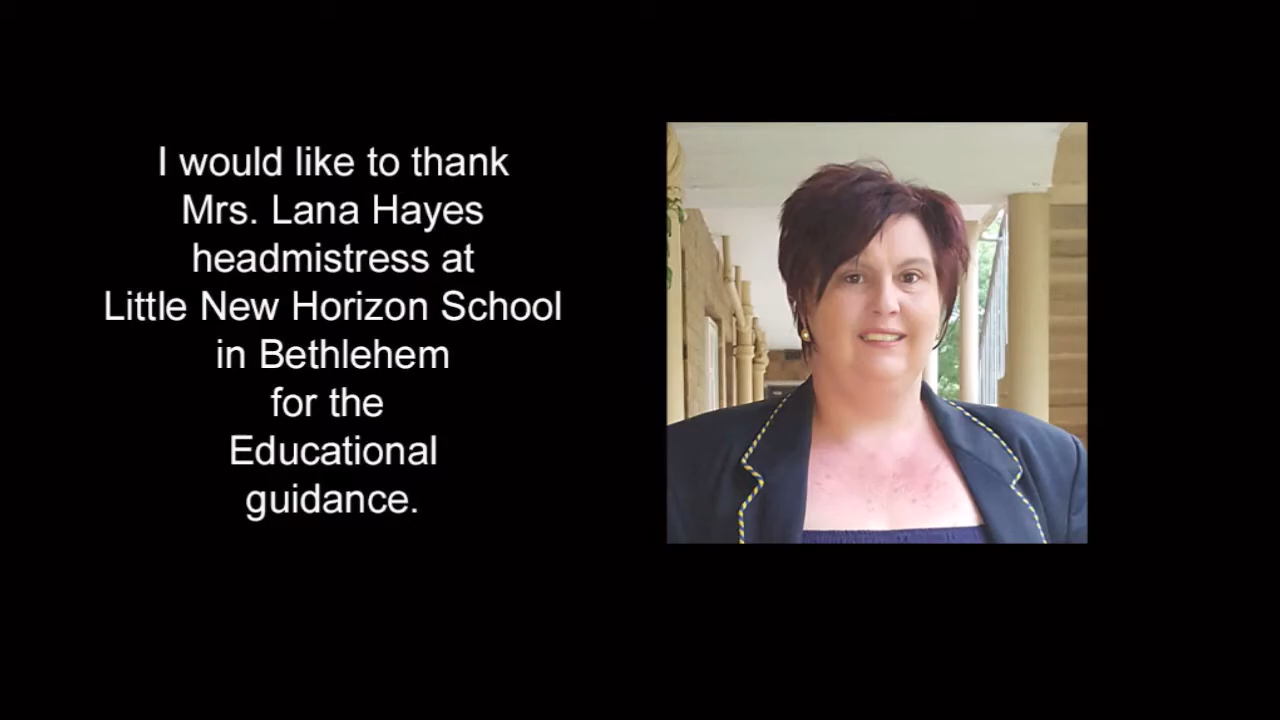 I would like to thank
Mrs. Lana Hayes
headmistress at
Little New Horizon School
in Bethlehem
for the
Educational
guidance.